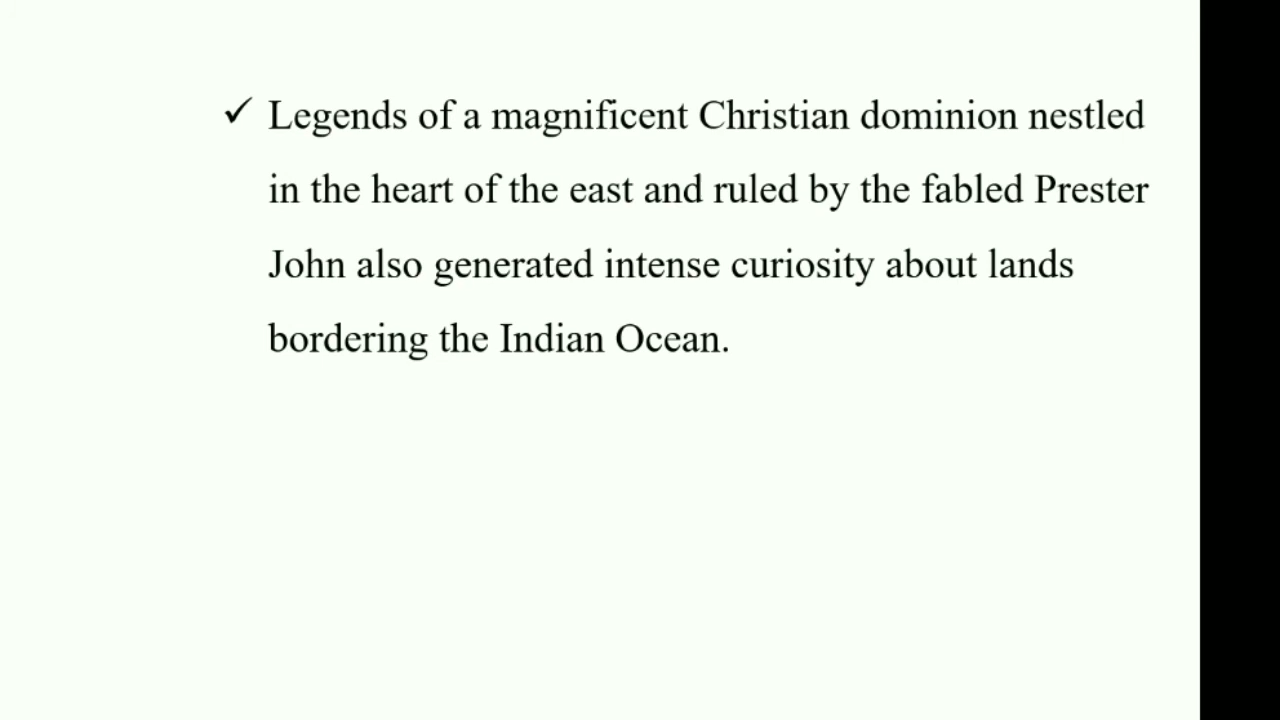 ✓ Legends of a magnificent Christian dominion nestled
in the heart of the east and ruled by the fabled Prester
John also generated intense curiosity about lands
bordering the Indian Ocean.